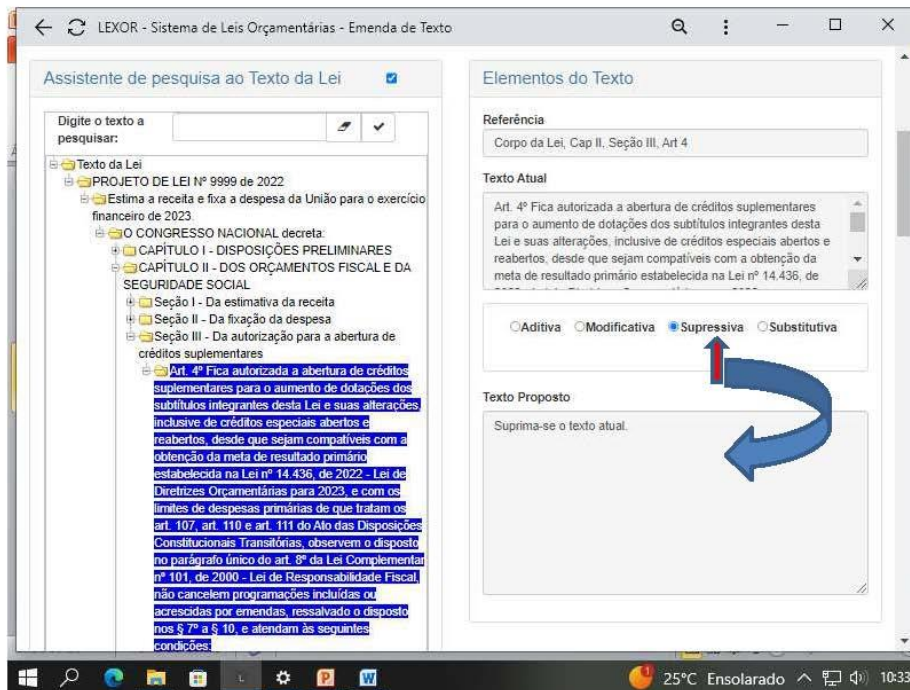 LEXOR - Sistema de Leis Orçamentárias - Emenda de Texto
Assistente de pesquisa ao Texto da Lei
Digite o texto a
pesquisar:
Texto da Lei
PROJETO DE LEI Nº 9999 de 2022
Estima a receita e fixa a despesa da União para o exercício
financeiro de 2023.
O CONGRESSO NACIONAL decreta:
CAPÍTULO I - DISPOSIÇÕES PRELIMINARES
CAPÍTULO II - DOS ORÇAMENTOS FISCAL E DA
SEGURIDADE SOCIAL
Seção I - Da estimativa da receita
Seção II - Da fixação da despesa
Seção III - Da autorização para a abertura de
créditos suplementares
Art. 4º Fica autorizada a abertura de créditos
suplementares para o aumento de dotações dos
subtítulos integrantes desta Lei e suas alterações,
inclusive de créditos especiais abertos e
reabertos, desde que sejam compatíveis com a
obtenção da meta de resultado primário
estabelecida na Lei nº 14.436, de 2022 - Lei de
Diretrizes Orçamentárias para 2023, e com os
limites de despesas primárias de que tratam os
art. 107, art. 110 e art. 111 do Ato das Disposições
Constitucionais Transitórias, observem o disposto
no parágrafo único do art. 8º da Lei Complementar
nº 101, de 2000 - Lei de Responsabilidade Fiscal,
não cancelem programações incluídas ou
acrescidas por emendas, ressalvado o disposto
nos § 7º a § 10, e atendam às seguintes
condições:
Elementos do Texto
Referência
Corpo da Lei, Cap II, Seção III, Art 4
Texto Atual
Art. 4º Fica autorizada a abertura de créditos suplementares
para o aumento de dotações dos subtítulos integrantes desta
Lei e suas alterações, inclusive de créditos especiais abertos e
reabertos, desde que sejam compatíveis com a obtenção da
meta de resultado primário estabelecida na Lei nº 14.436, de
Aditiva Modificativa Supressiva Substitutiva
Texto Proposto
Suprima-se o texto atual.
25°C Ensolarado 10:33